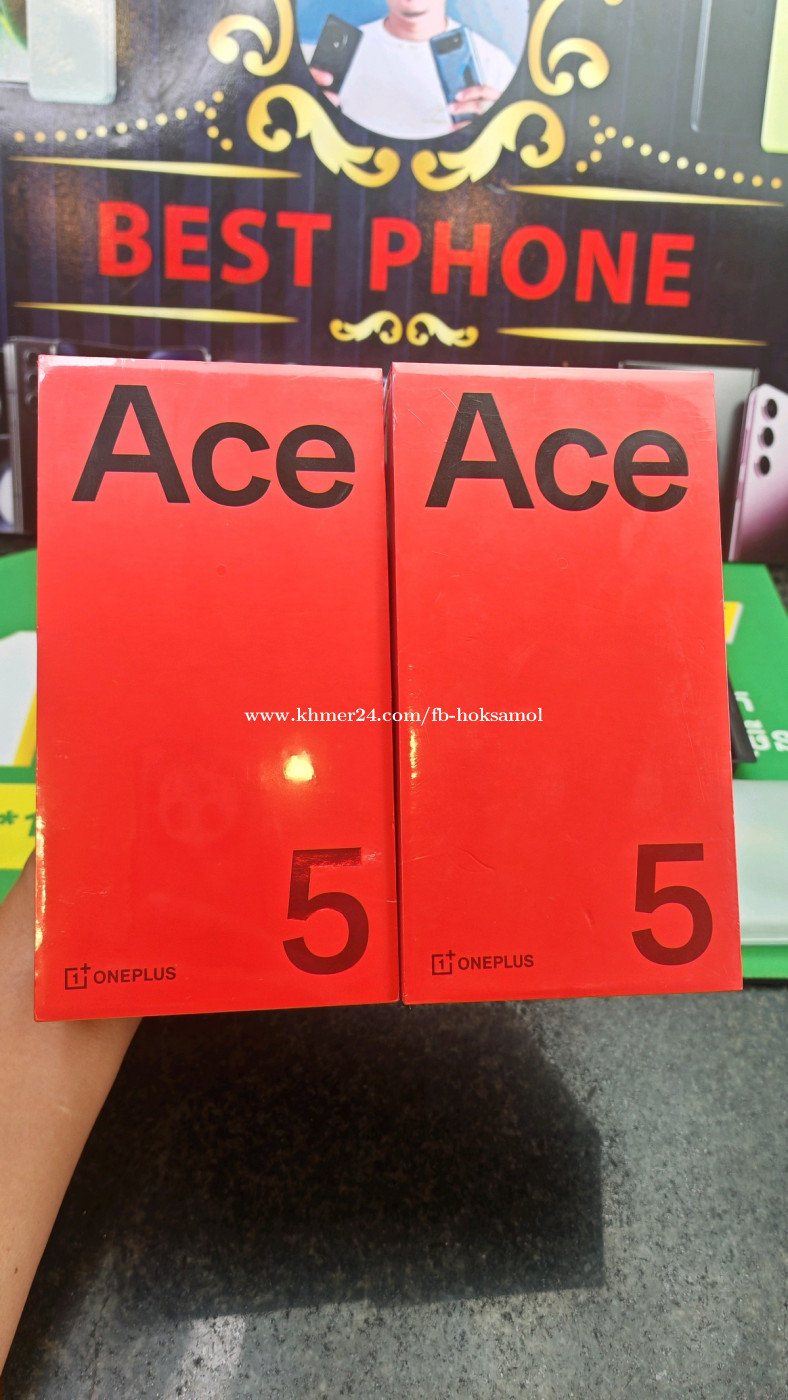 BEST PHONE
Ace
Ace
www.khmer24.com/fb-hoksamol
5
5
1+ ONEPLUS
1+ ONEPLUS